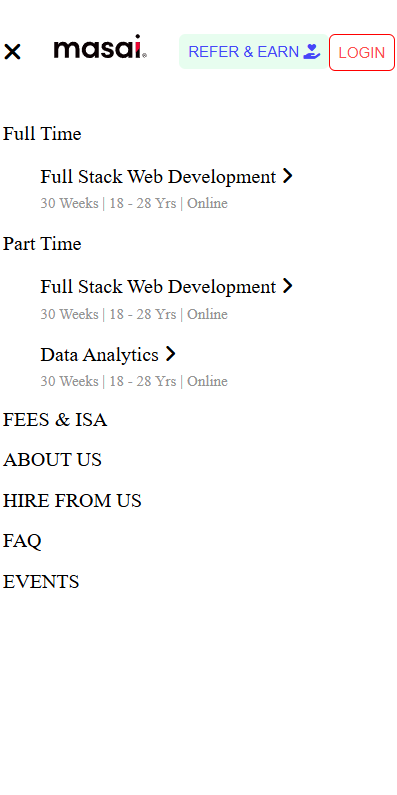 masai.
REFER & EARN
LOGIN
Full Time
Full Stack Web Development
30 Weeks | 18 - 28 Yrs | Online
Part Time
Full Stack Web Development
30 Weeks | 18 - 28 Yrs | Online
Data Analytics
30 Weeks | 18 - 28 Yrs | Online
FEES & ISA
ABOUT US
HIRE FROM US
FAQ
EVENTS